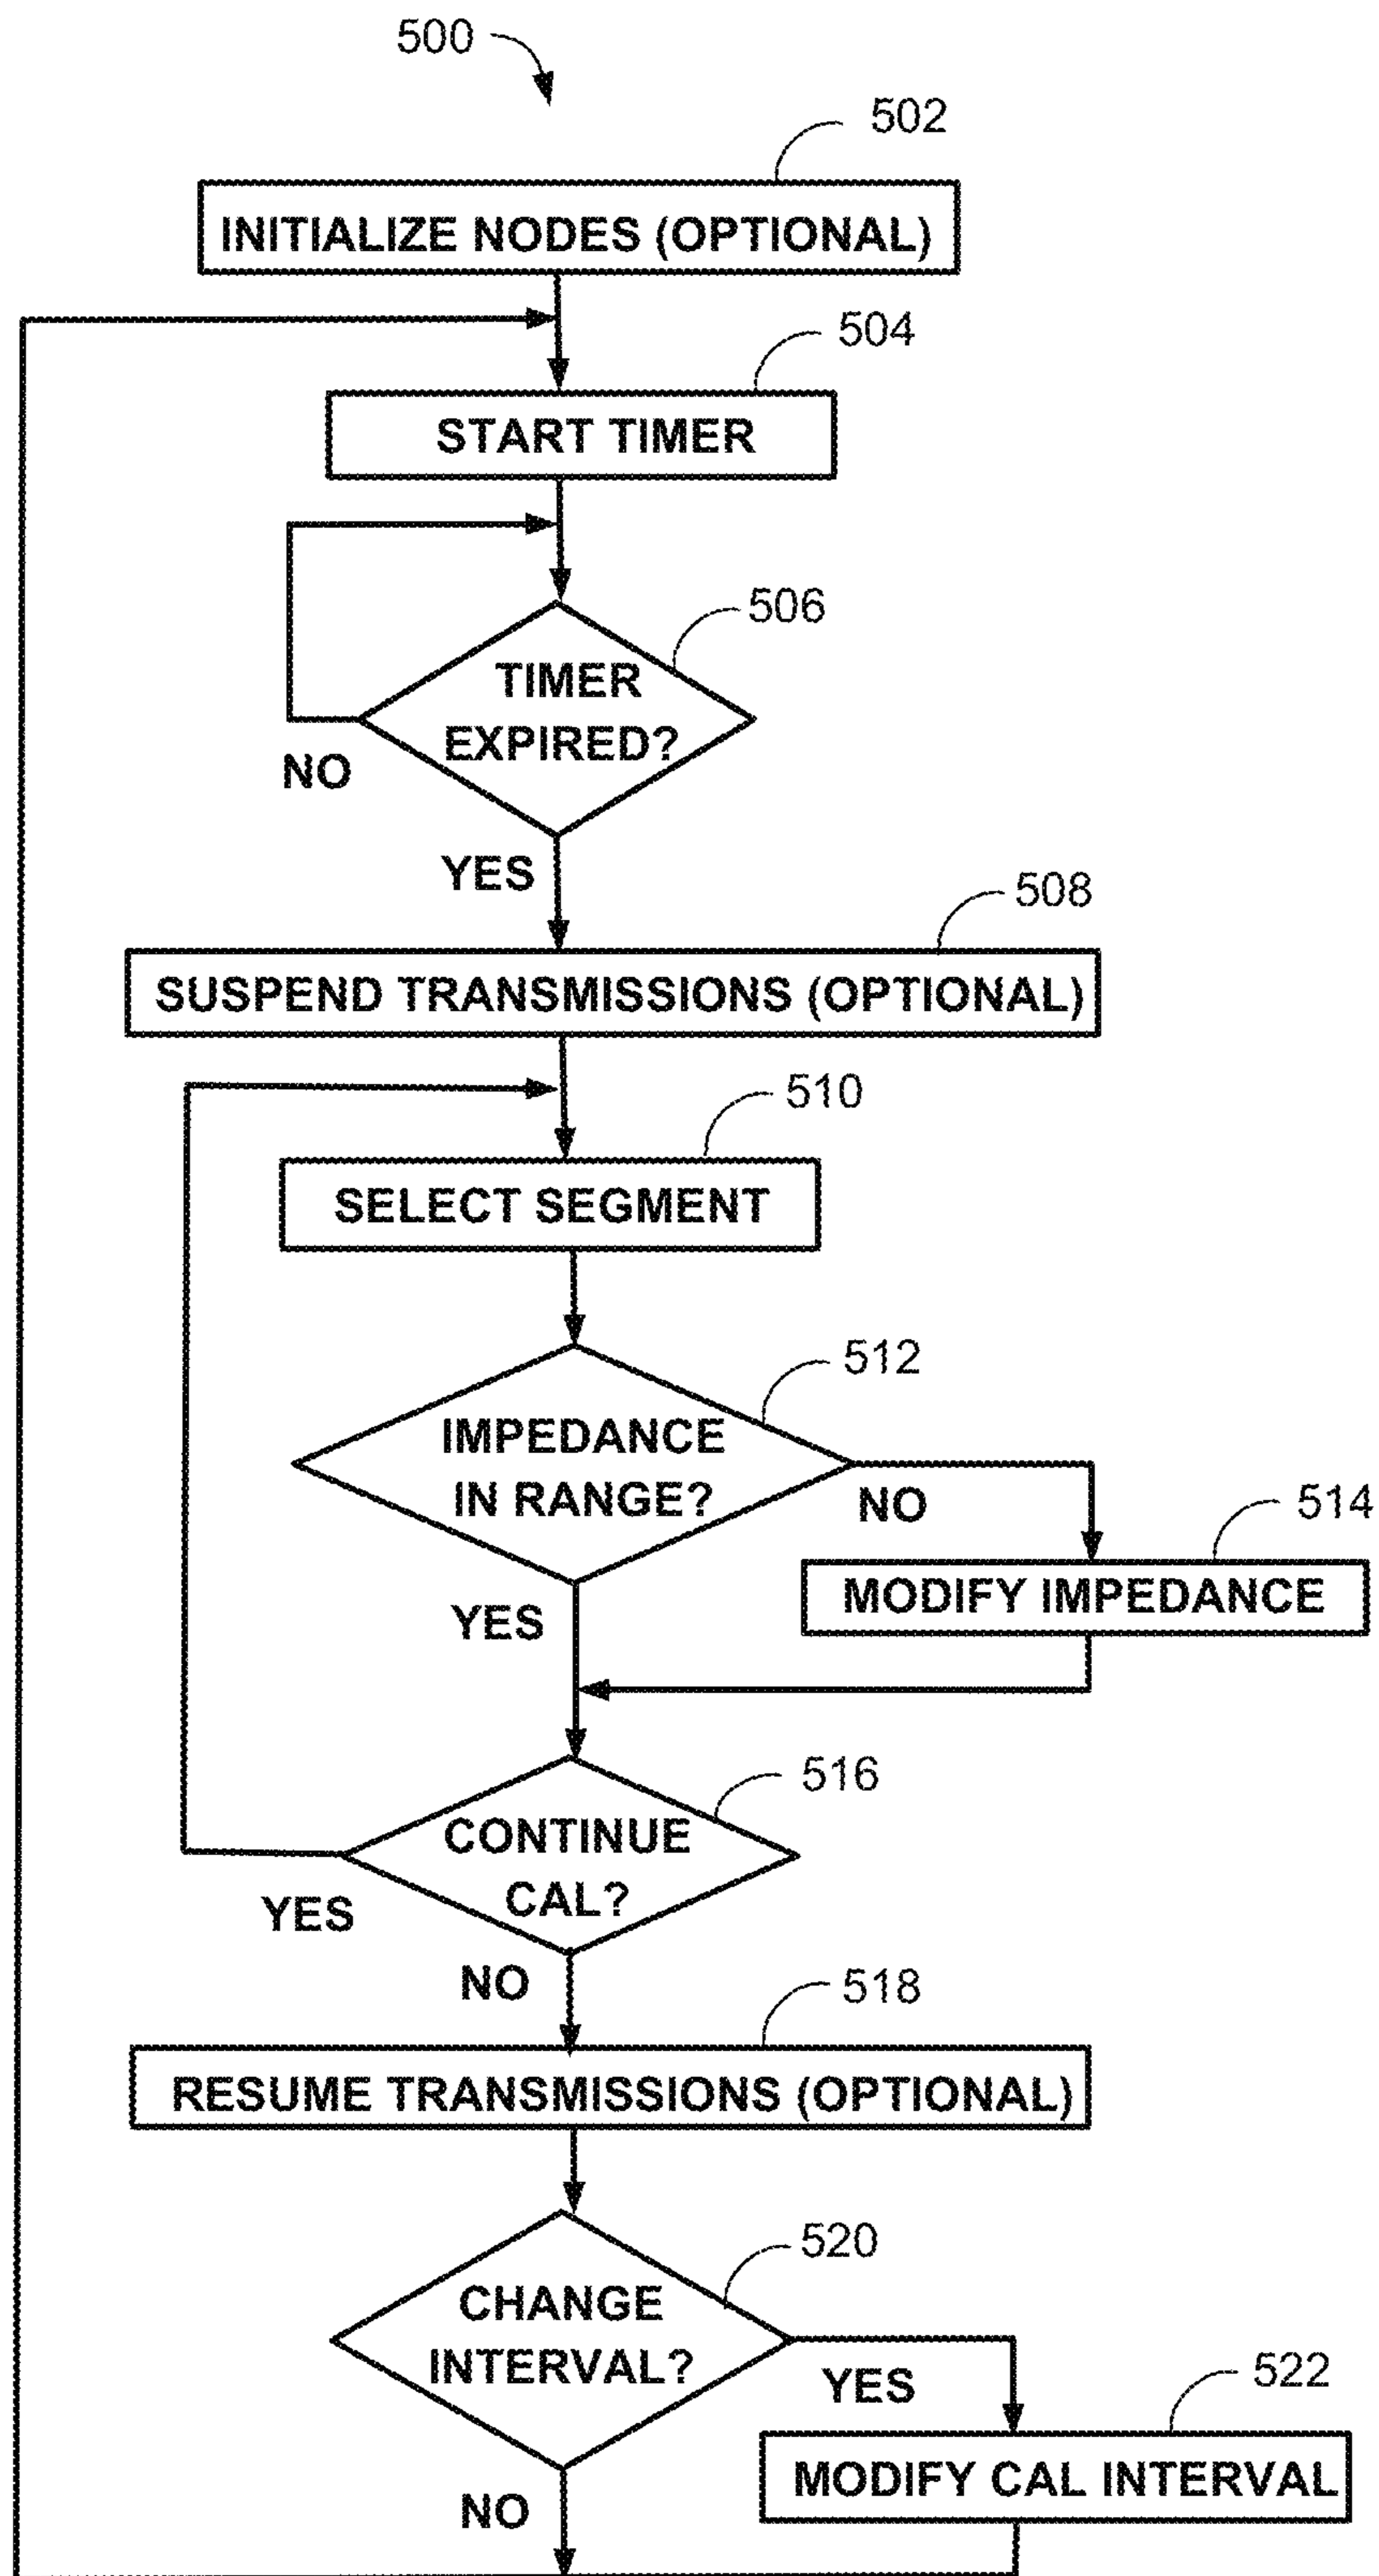 500
502
INITIALIZE NODES (OPTIONAL)
504
START TIMER
506
TIMER
EXPIRED?
NO
YES
508
SUSPEND TRANSMISSIONS (OPTIONAL)
510
SELECT SEGMENT
512
IMPEDANCE
IN RANGE?
NO
514
MODIFY IMPEDANCE
YES
516
CONTINUE
CAL?
YES
NO
518
RESUME TRANSMISSIONS (OPTIONAL)
520
CHANGE
INTERVAL?
YES
522
MODIFY CAL INTERVAL
NO